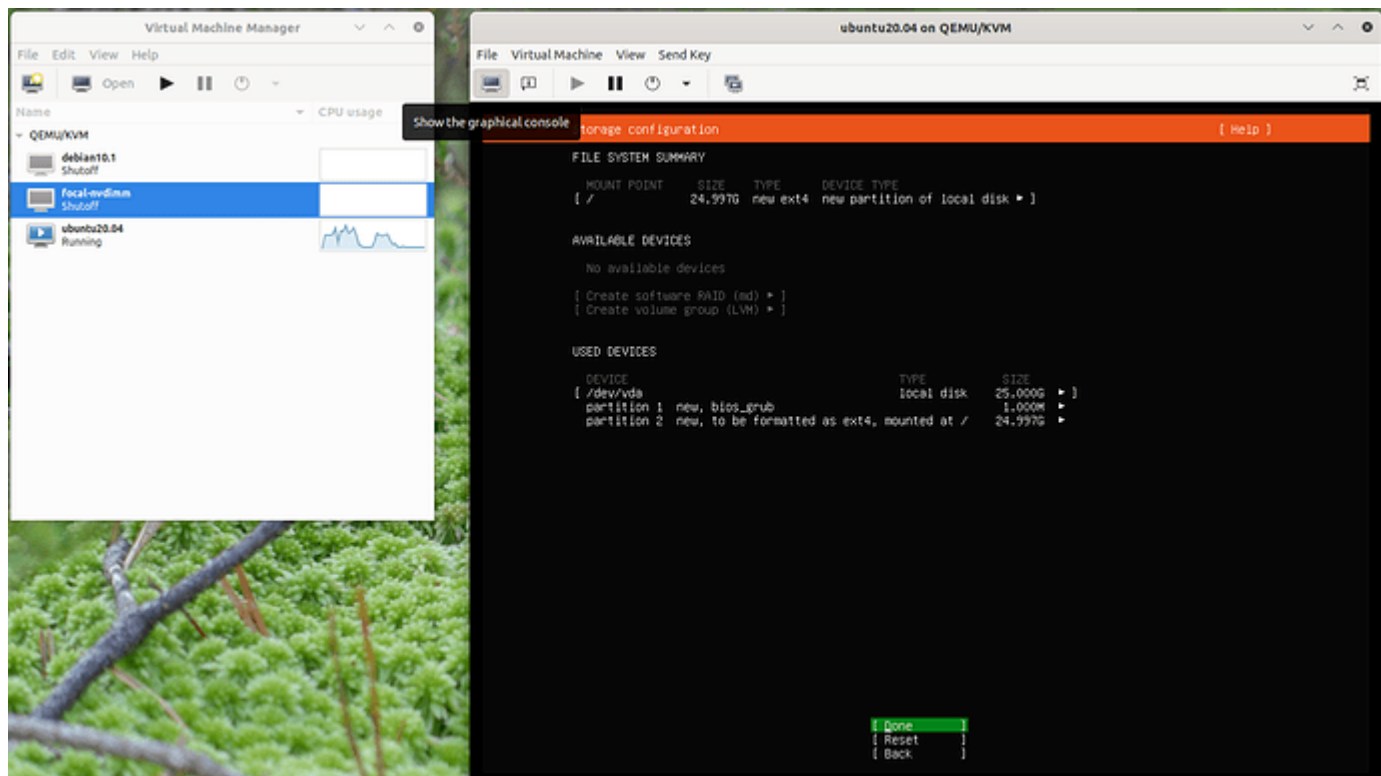 Virtual Machine Manager
File Edit View Help
Open
Name CPU usage
QEMU/KVM
debian10.1
Shutoff
focal-nvdimm
Shutoff
ubuntu20.04
Running
ubuntu20.04 on QEMU/KVM
File Virtual Machine View Send Key
Show the graphical console
torage configuration [ Help ]
FILE SYSTEM SUMMARY
MOUNT POINT SIZE TYPE DEVICE TYPE
[ / 24.997G new ext4 new partition of local disk ▸ ]
AVAILABLE DEVICES
No available devices
[ Create software RAID (md) ▸ ]
[ Create volume group (LVM) ▸ ]
USED DEVICES
DEVICE TYPE SIZE
[ /dev/vda local disk 25.000G ▸ ]
partition 1 new, bios_grub 1.000M ▸
partition 2 new, to be formatted as ext4, mounted at / 24.997G ▸
[ Done ]
[ Reset ]
[ Back ]